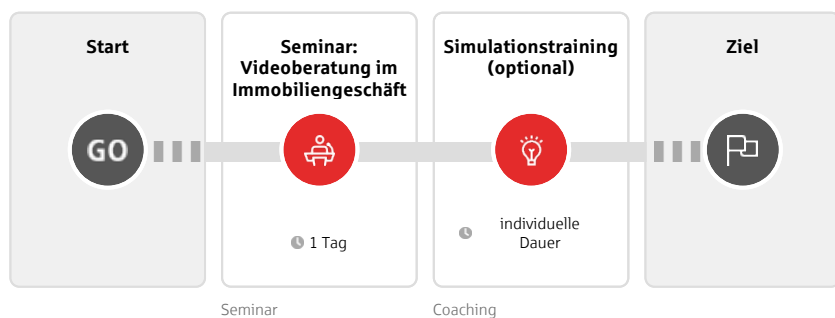 Start
Seminar:
Videoberatung im
Immobiliengeschäft
Simulationstraining
(optional)
Ziel
GO
1 Tag
individuelle
Dauer
Seminar
Coaching